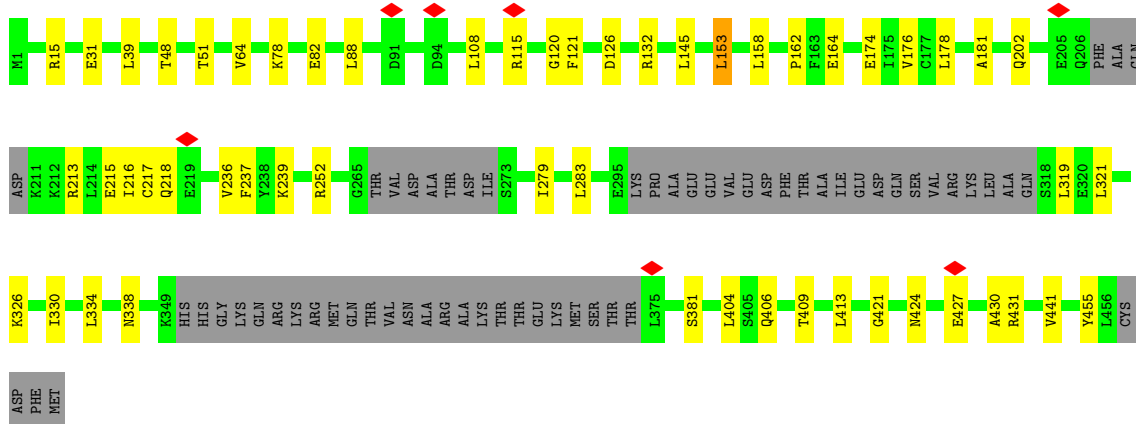 M1 R15 E31 L39 T48 T51 V64 K78 E82 L88 D91 D94 L108 R115 G120 F121 D126 R132 L145 L153 L158 P162 F163 E164 E174 I175 V176 C177 L178 A181 Q202 E205 Q206 PHE ALA GLN
ASP K211 K212 R213 L214 E215 I216 C217 Q218 E219 V236 F237 Y238 K239 R252 G265 THR VAL ASP ALA THR ASP ILE S273 I279 L283 E295 LYS PRO ALA GLU GLU VAL GLU ASP PHE THR ALA ILE GLU ASP GLN SER VAL ARG LYS LEU ALA GLN S318 L319 E320 L321
K326 I330 L334 N338 K349 HIS HIS GLY LYS GLN ARG LYS ARG MET GLN THR VAL ASN ALA ARG ALA LYS THR THR GLU LYS MET SER THR THR L375 S381 L404 S405 Q406 T409 L413 G421 N424 E427 A430 R431 V441 Y455 L456 CYS
ASP PHE MET